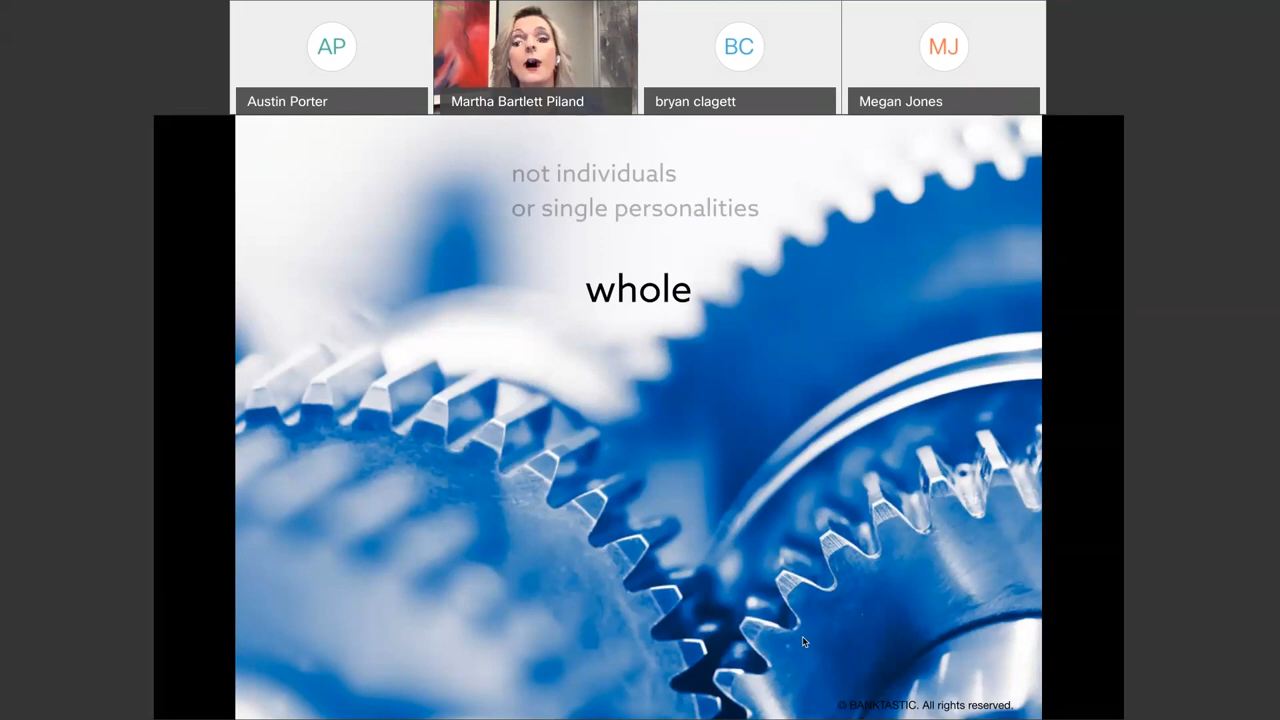 AP
BC
MJ
Austin Porter
Martha Bartlett Piland
bryan clagett
Megan Jones
not individuals
or single personalities
whole
© BANKTASTIC. All rights reserved.